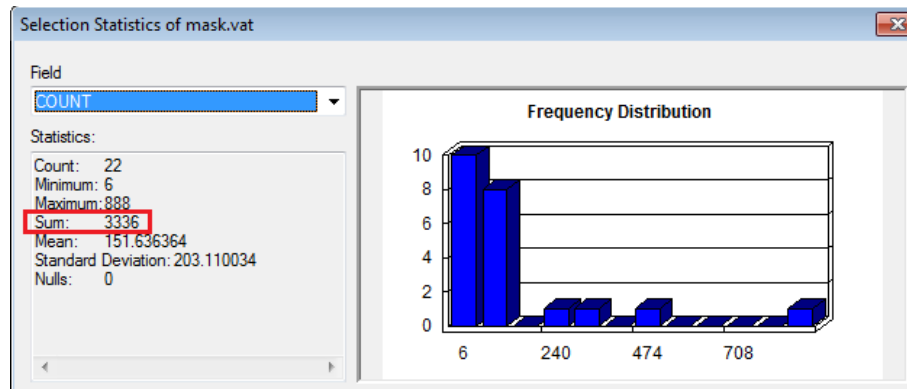 Selection Statistics of mask.vat
Field
COUNT
Statistics:
Count: 22
Minimum: 6
Maximum: 888
Sum: 3336
Mean: 151.636364
Standard Deviation: 203.110034
Nulls: 0
Frequency Distribution
10
8
6
4
2
0
6 240 474 708